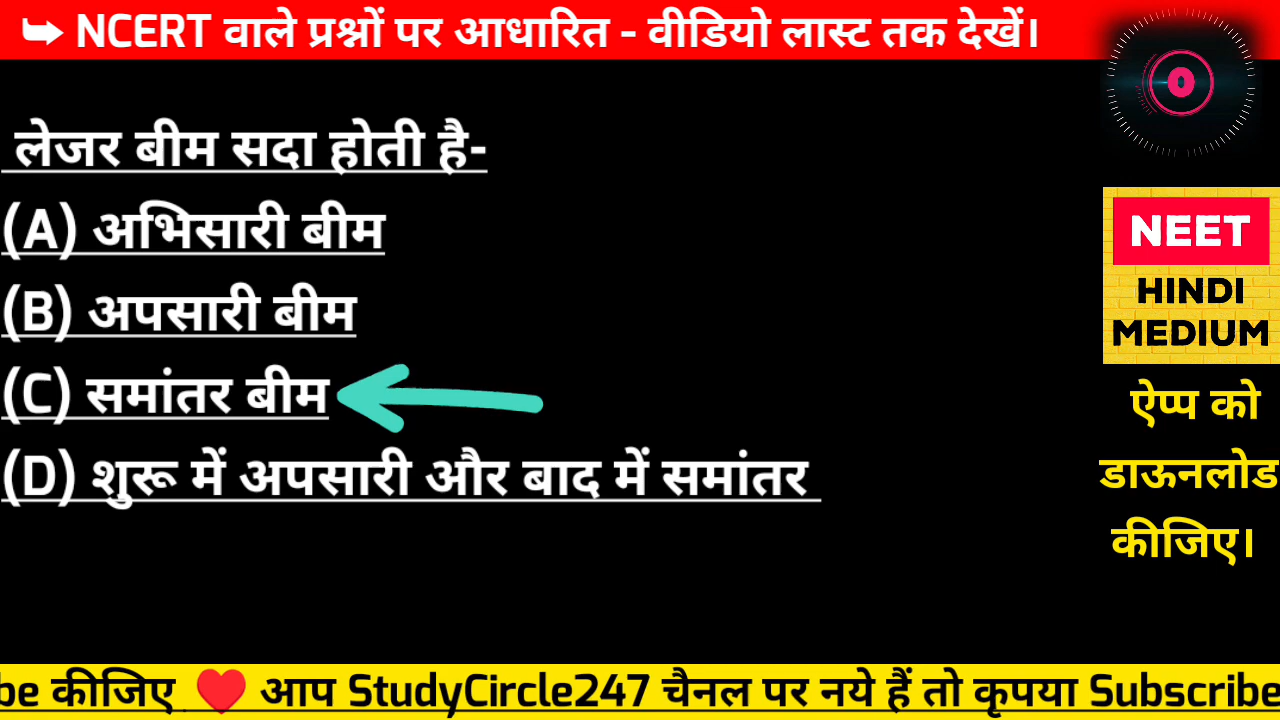 ➥ NCERT वाले प्रश्नों पर आधारित - वीडियो लास्ट तक देखें।
0
लेजर बीम सदा होती है-
(A) अभिसारी बीम
(B) अपसारी बीम
(C) समांतर बीम
(D) शुरू में अपसारी और बाद में समांतर
NEET
HINDI
MEDIUM
ऐप्प को
डाऊनलोड
कीजिए।
be कीजिए ❤️ आप StudyCircle247 चैनल पर नये हैं तो कृपया Subscribe